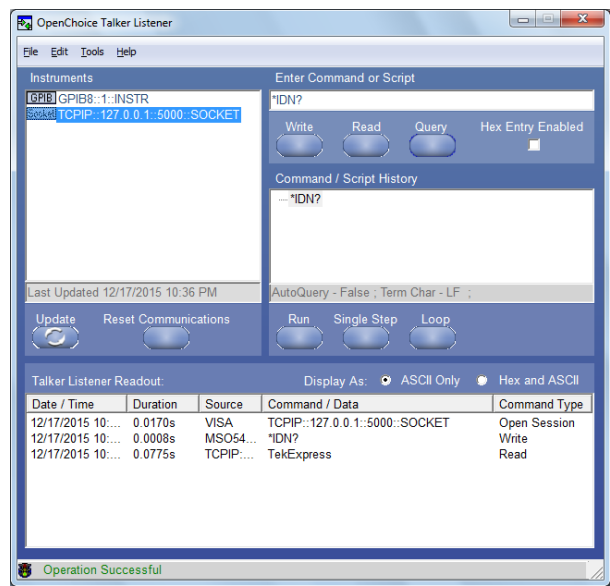 OpenChoice Talker Listener
File Edit Tools Help
Instruments
GPIB GPIB8::1::INSTR
Socket TCPIP::127.0.0.1::5000::SOCKET
Last Updated 12/17/2015 10:36 PM
Update Reset Communications
Enter Command or Script
*IDN?
Write Read Query Hex Entry Enabled
Command / Script History
*IDN?
AutoQuery - False ; Term Char - LF ;
Run Single Step Loop
Talker Listener Readout: Display As: ASCII Only Hex and ASCII
Date / Time Duration Source Command / Data Command Type
12/17/2015 10:... 0.0170s VISA TCPIP::127.0.0.1::5000::SOCKET Open Session
12/17/2015 10:... 0.0008s MSO54... *IDN? Write
12/17/2015 10:... 0.0775s TCPIP:... TekExpress Read
Operation Successful